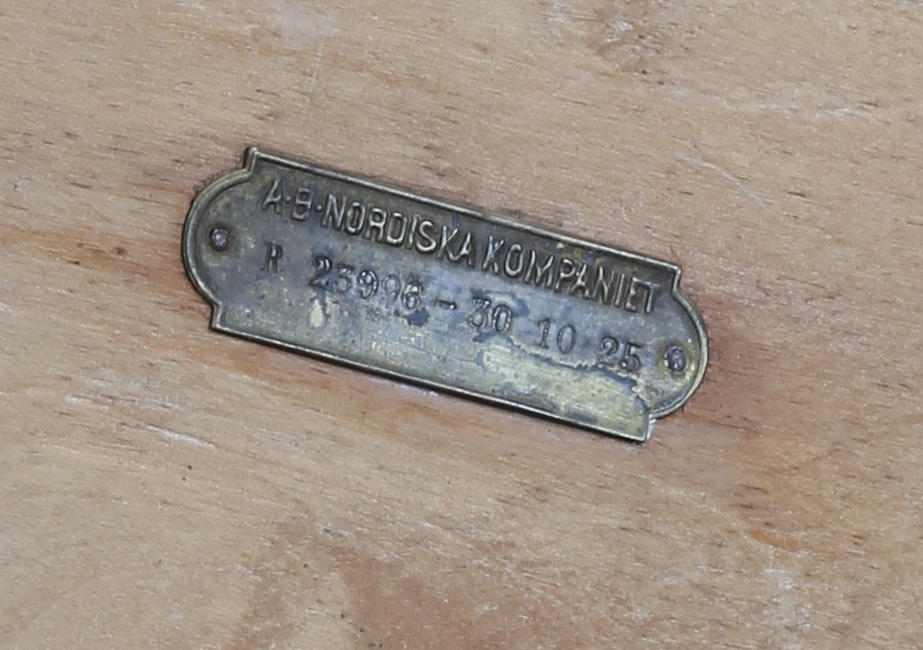 A·B·NORDISKA KOMPANIET
R 23996 - 30 10 25